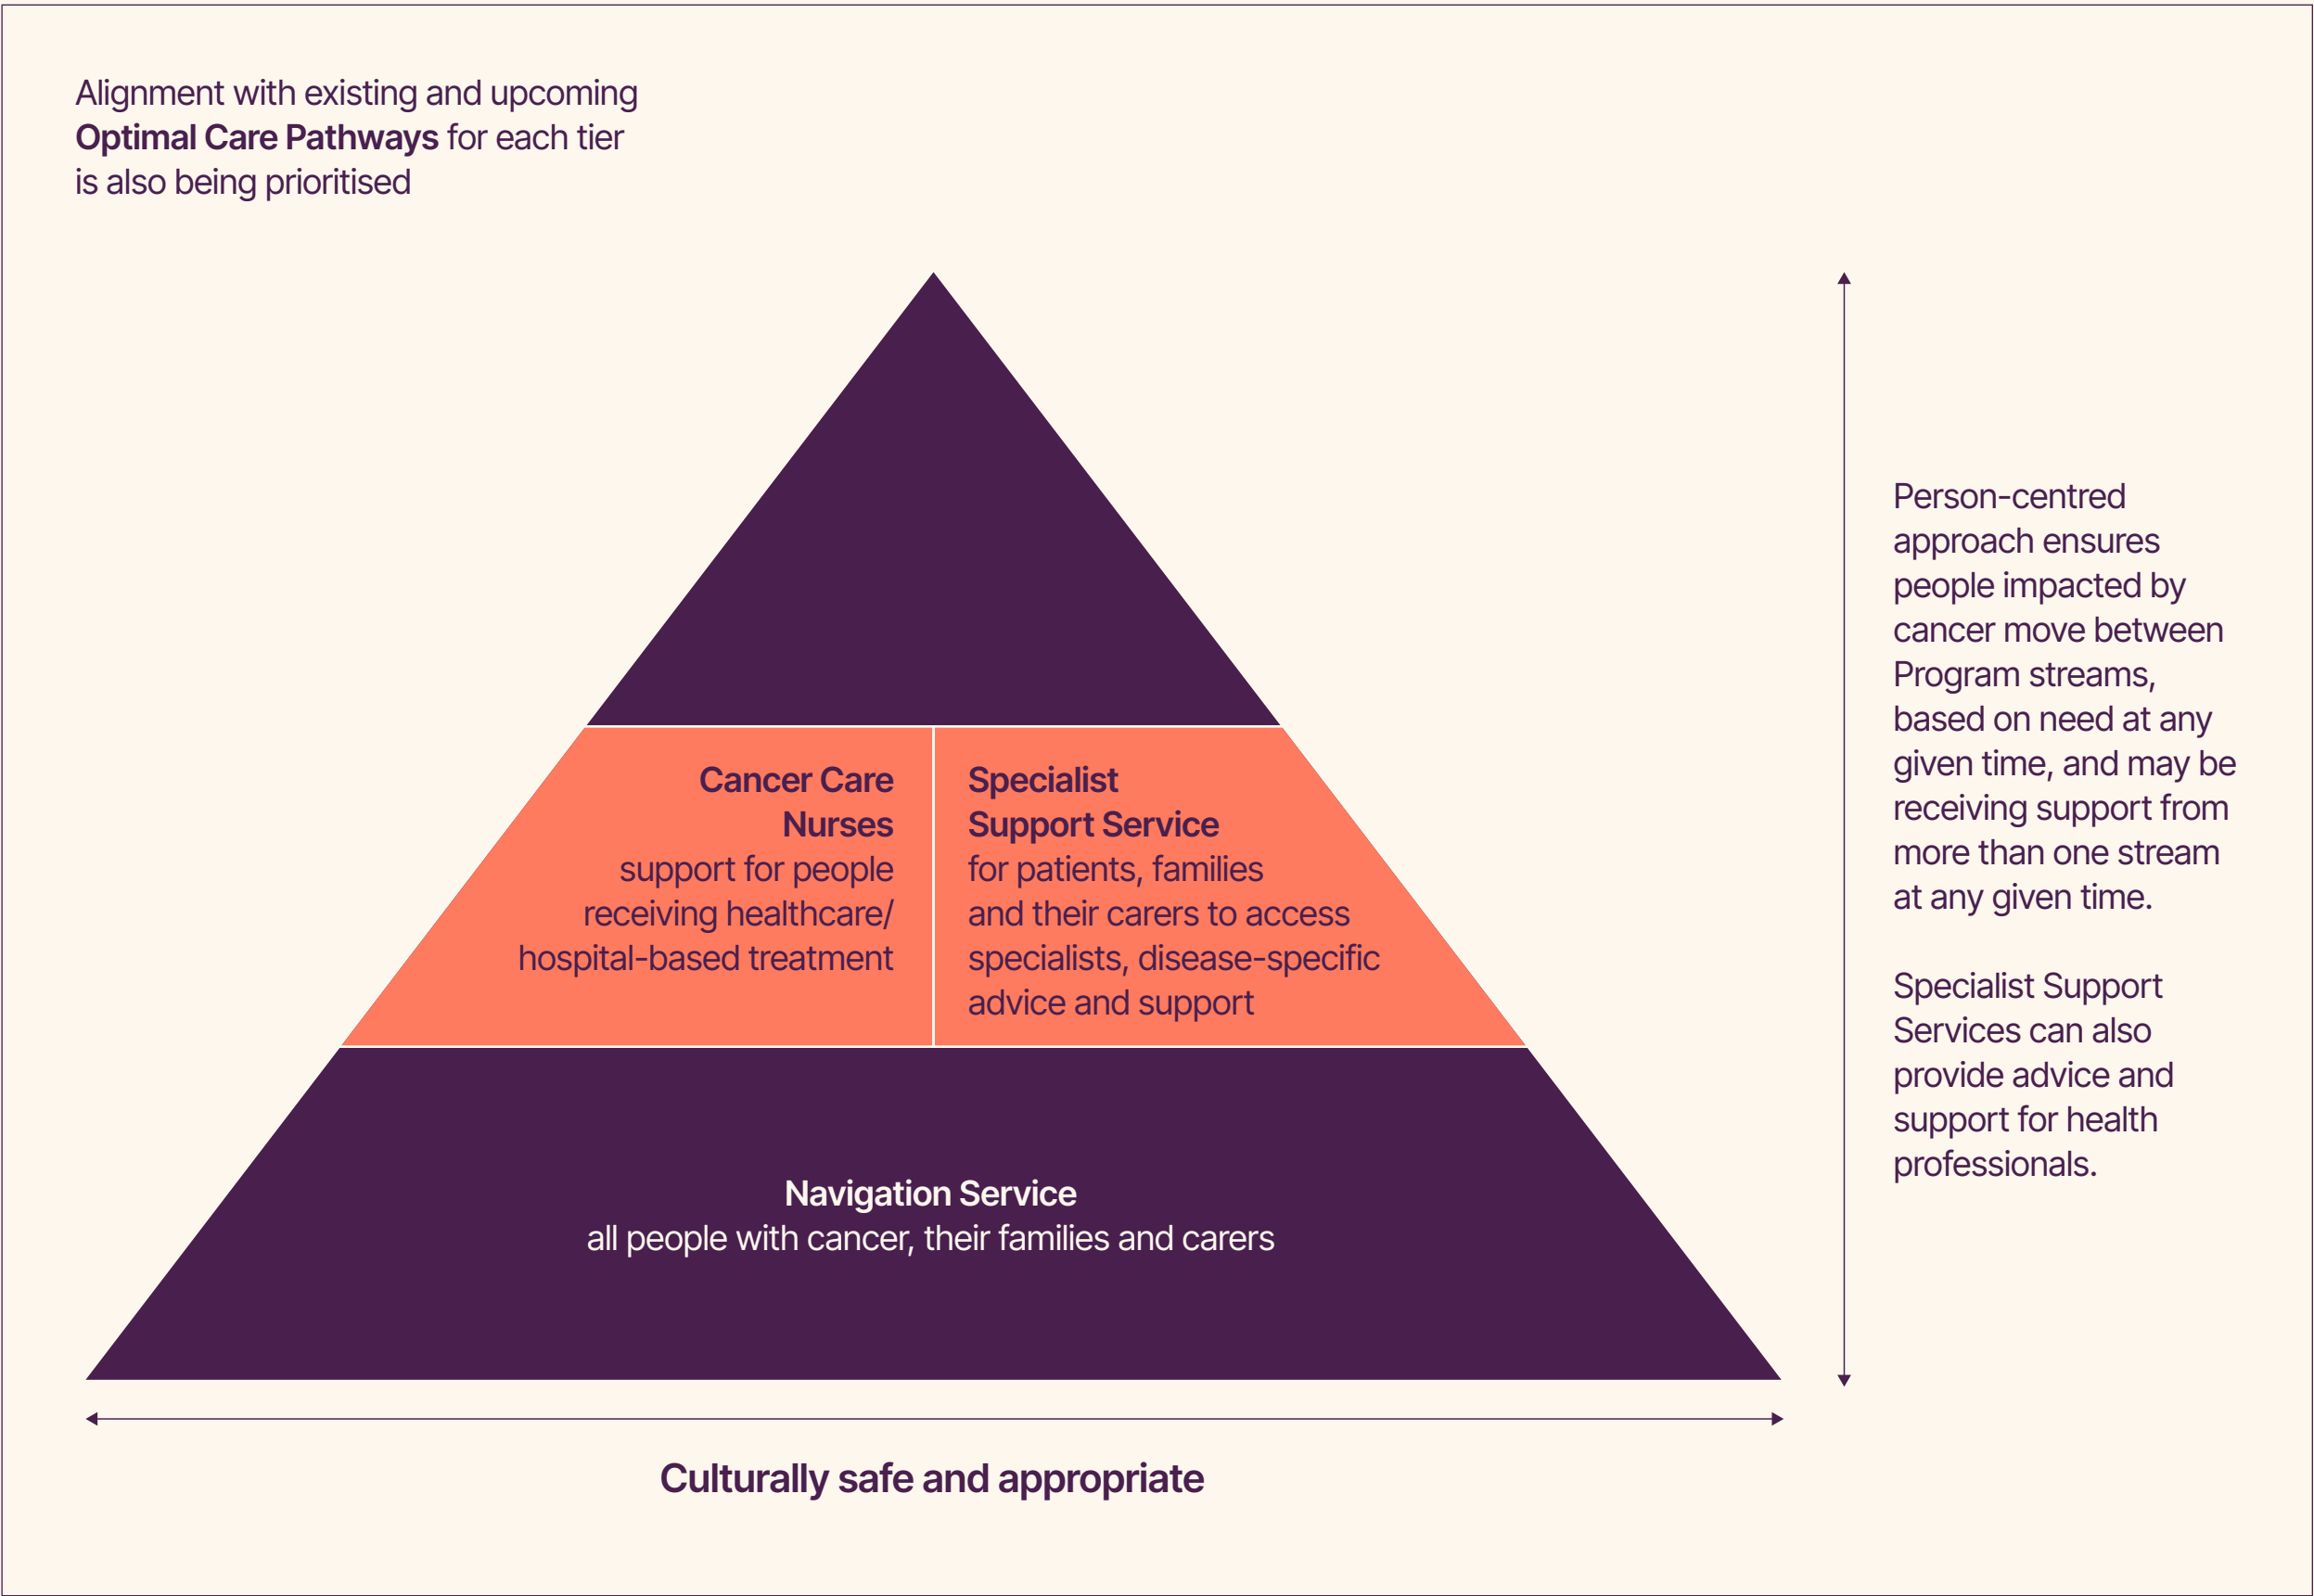 Alignment with existing and upcoming
Optimal Care Pathways for each tier
is also being prioritised
Cancer Care
Nurses
support for people
receiving healthcare/
hospital-based treatment
Specialist
Support Service
for patients, families
and their carers to access
specialists, disease-specific
advice and support
Navigation Service
all people with cancer, their families and carers
Person-centred
approach ensures
people impacted by
cancer move between
Program streams,
based on need at any
given time, and may be
receiving support from
more than one stream
at any given time.
Specialist Support
Services can also
provide advice and
support for health
professionals.
Culturally safe and appropriate